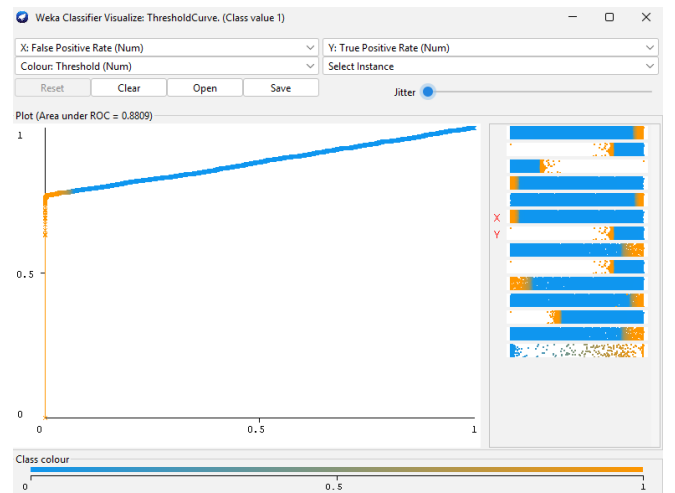 Weka Classifier Visualize: ThresholdCurve. (Class value 1)
X: False Positive Rate (Num)
Y: True Positive Rate (Num)
Colour: Threshold (Num)
Select Instance
Reset
Clear
Open
Save
Jitter
Plot (Area under ROC = 0.8809)
1
0.5
0
0
0.5
1
X
Y
Class colour
0
0.5
1